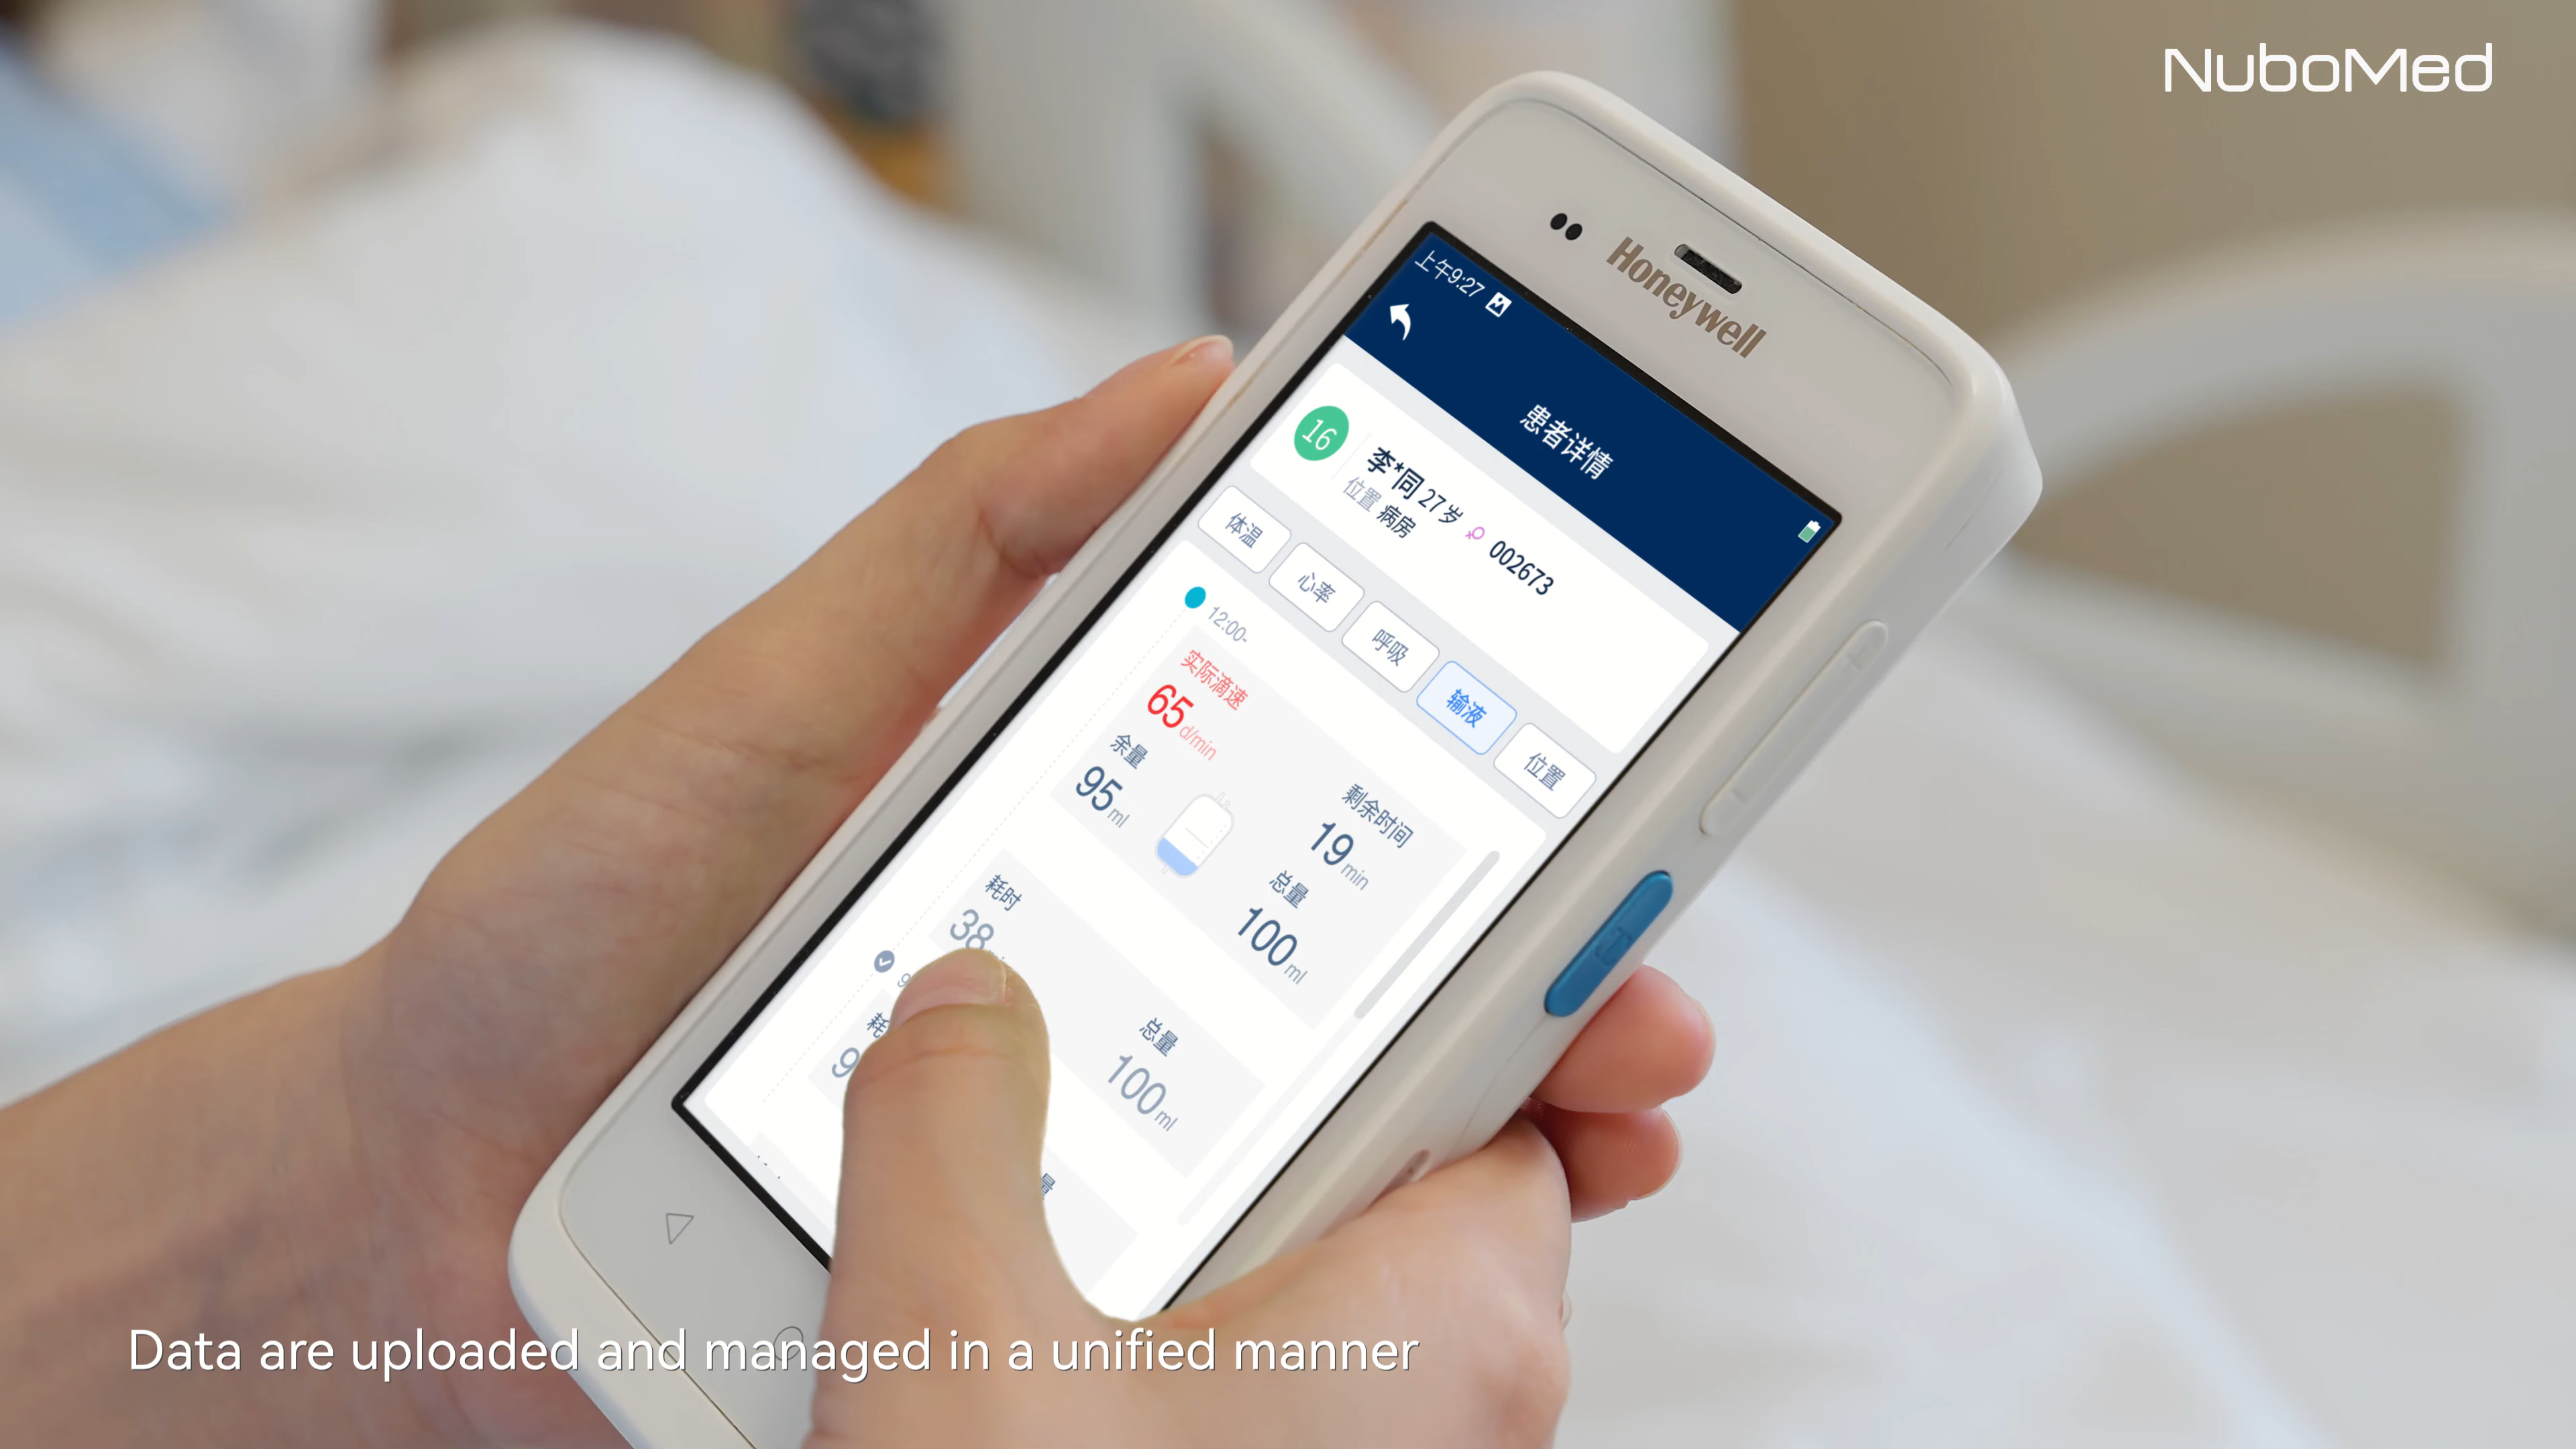 NuboMed
Honeywell
上午9:27
患者详情
16
李*同 27岁 002673
位置 病房
体温
心率
呼吸
输液
位置
12:00-
实际滴速
65 d/min
余量
95 ml
剩余时间
19 min
总量
100 ml
耗时
38
总量
100 ml
Data are uploaded and managed in a unified manner